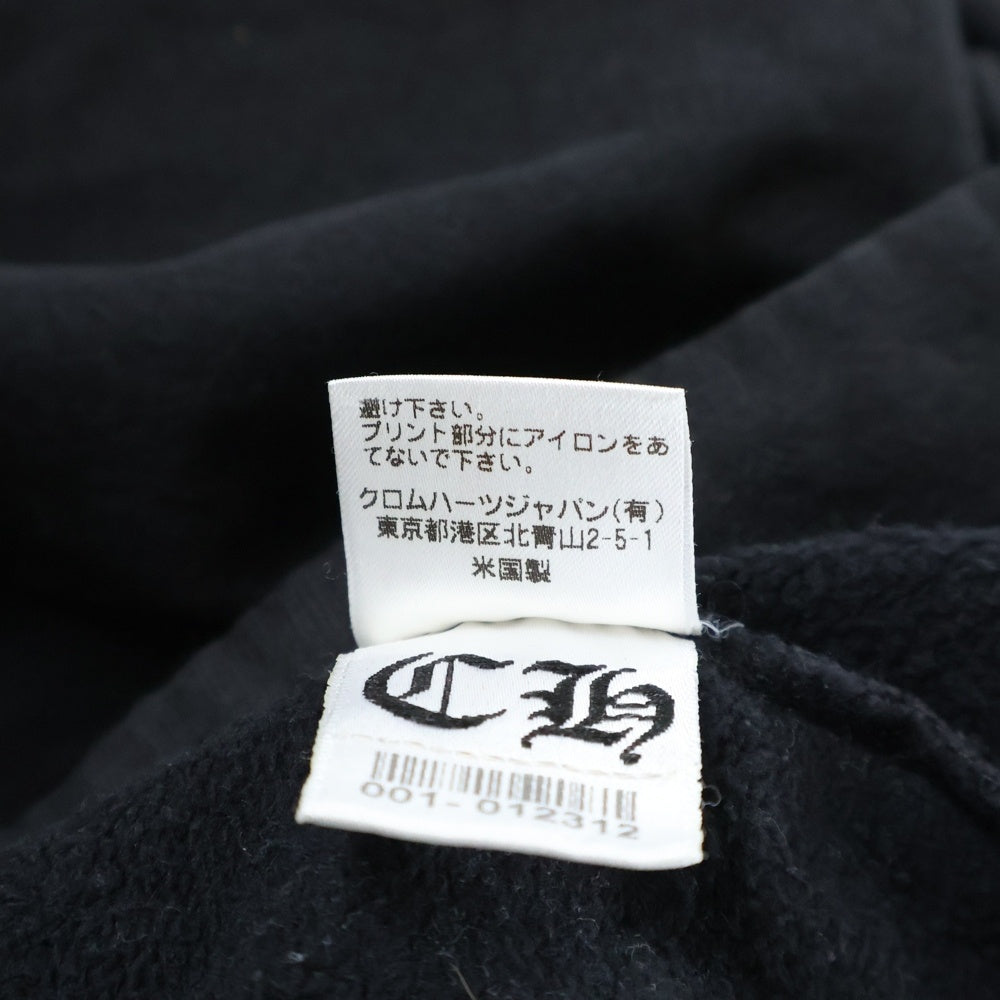 避け下さい。
プリント部分にアイロンをあ
てないで下さい。
クロムハーツジャパン(有)
東京都港区北青山2-5-1
米国製
CH
001-012312